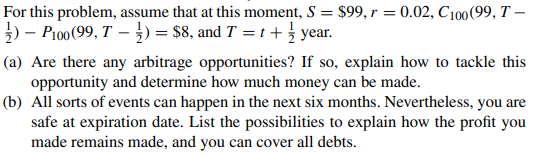 For this problem, assume that at this moment, S = $99, r = 0.02, C₁₀₀(99, T −
½) − P₁₀₀(99, T − ½) = $8, and T = t + ½ year.
(a) Are there any arbitrage opportunities? If so, explain how to tackle this
opportunity and determine how much money can be made.
(b) All sorts of events can happen in the next six months. Nevertheless, you are
safe at expiration date. List the possibilities to explain how the profit you
made remains made, and you can cover all debts.